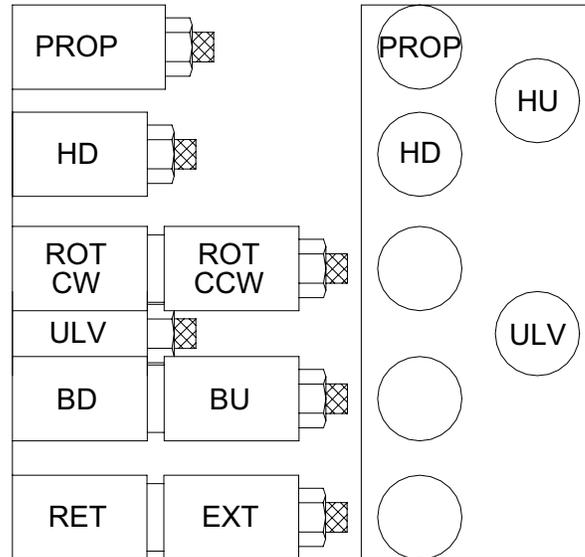 PROP
PROP
HU
HD
HD
ROT
CW
ROT
CCW
ULV
ULV
BD
BU
RET
EXT